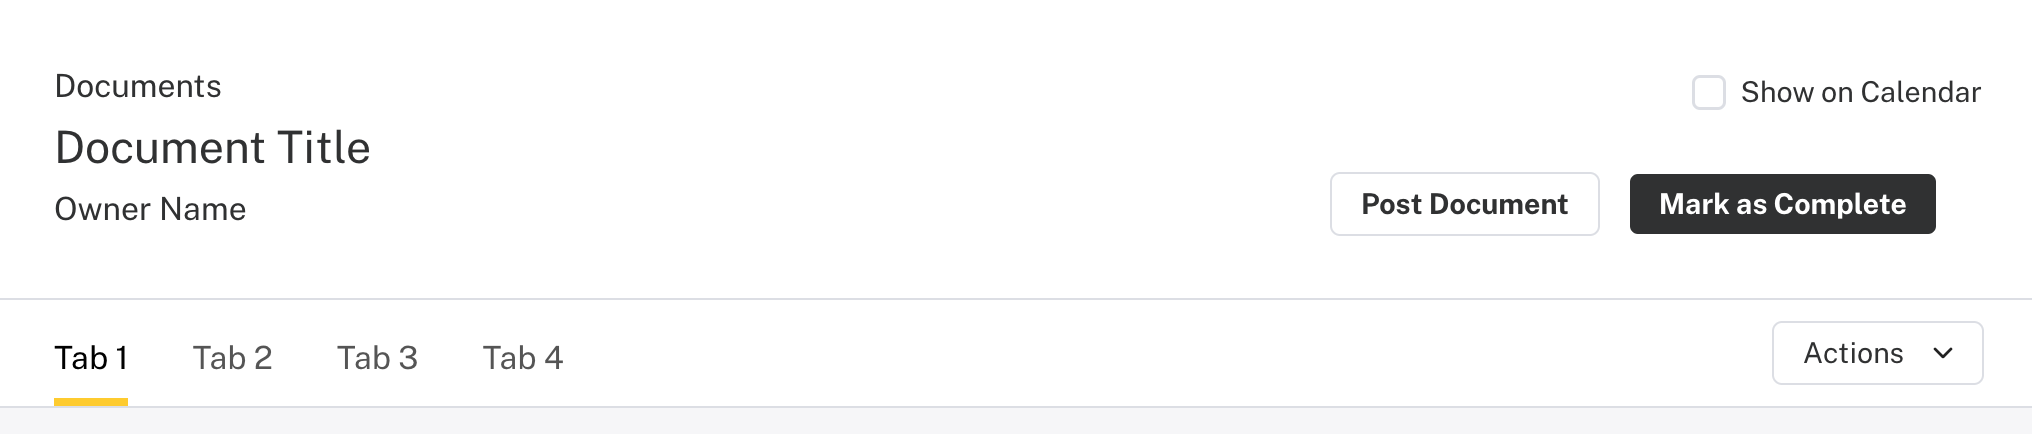 Documents
Document Title
Owner Name
Show on Calendar
Post Document
Mark as Complete
Tab 1
Tab 2
Tab 3
Tab 4
Actions